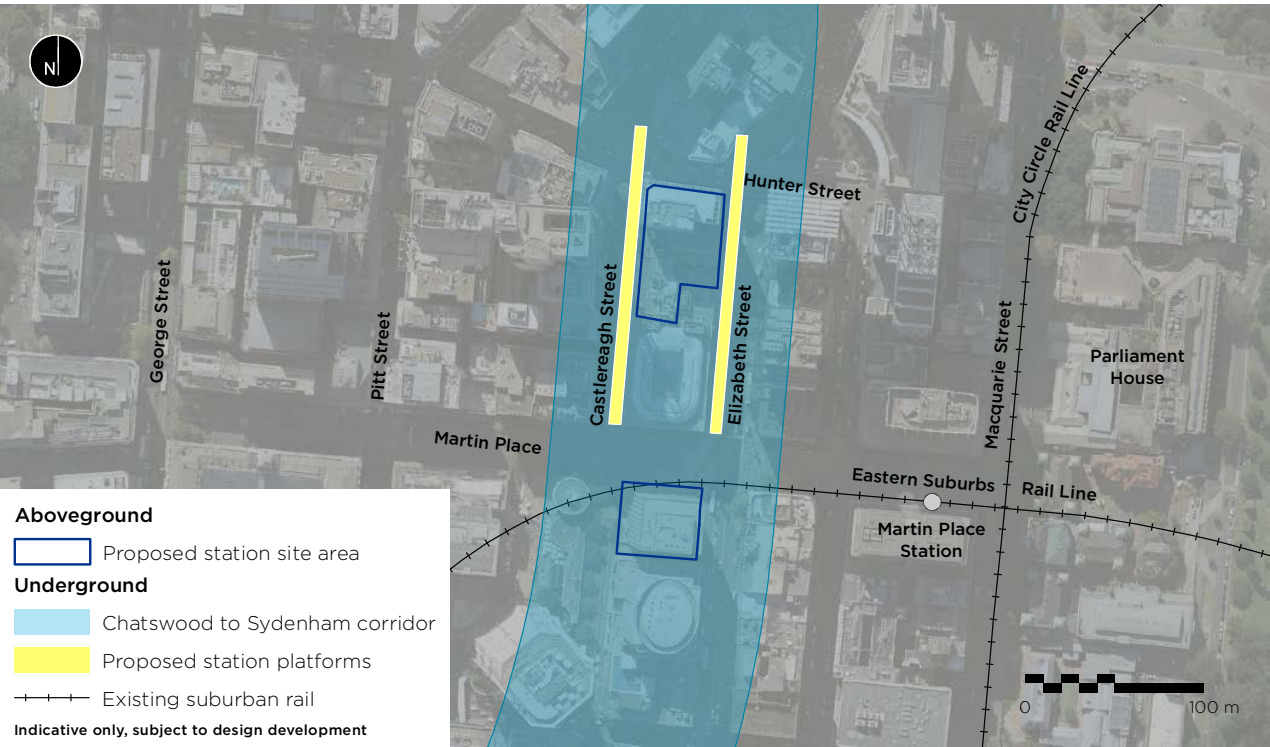 N
City Circle Rail Line
Hunter Street
George Street
Pitt Street
Castlereagh Street
Elizabeth Street
Macquarie Street
Parliament
House
Martin Place
Eastern Suburbs Rail Line
Martin Place
Station
Aboveground
Proposed station site area
Underground
Chatswood to Sydenham corridor
Proposed station platforms
Existing suburban rail
Indicative only, subject to design development
0 100 m